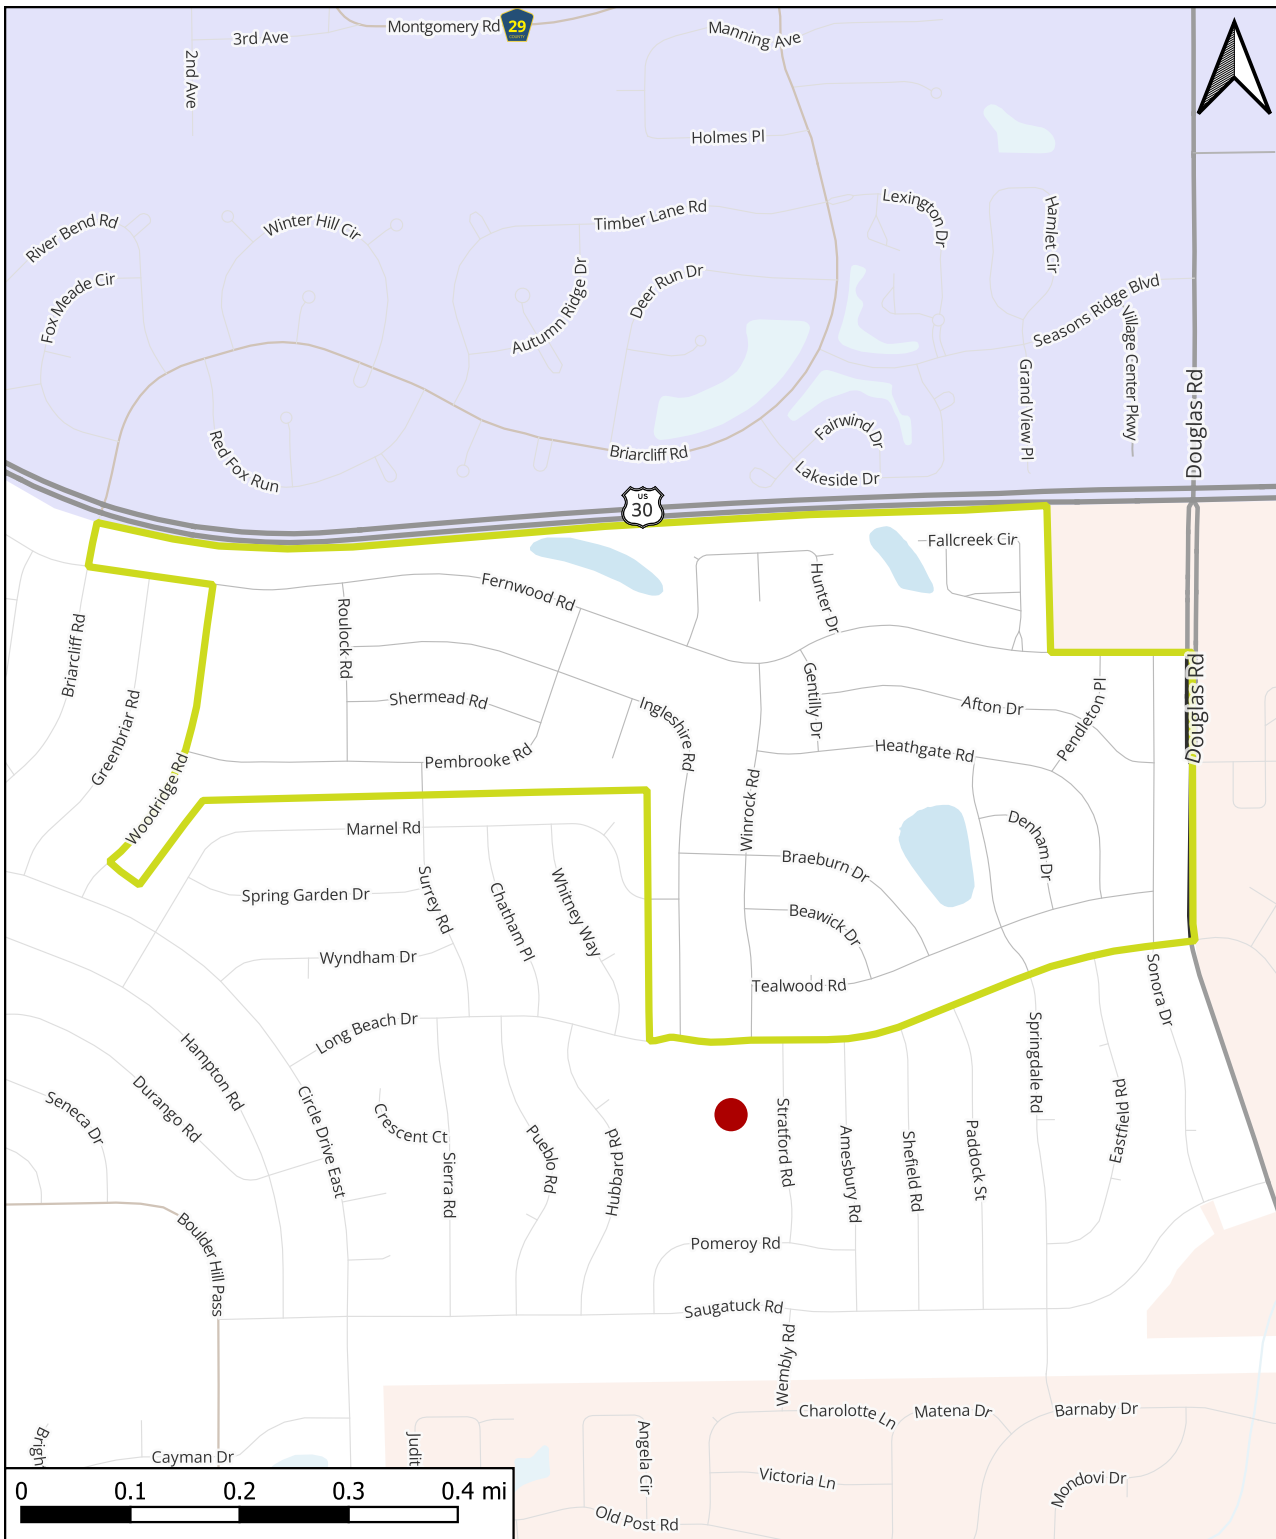 Montgomery Rd
29
COUNTY
Manning Ave
3rd Ave
2nd Ave
Holmes Pl
Lexington Dr
Timber Lane Rd
Hamlet Cir
River Bend Rd
Winter Hill Cir
Fox Meade Cir
Autumn Ridge Dr
Deer Run Dr
Seasons Ridge Blvd
Village Center Pkwy
Grand View Pl
Douglas Rd
Fairwind Dr
Red Fox Run
Briarcliff Rd
Lakeside Dr
US
30
Fallcreek Cir
Fernwood Rd
Hunter Dr
Roulock Rd
Briarcliff Rd
Shermead Rd
Ingleshire Rd
Gentilly Dr
Afton Dr
Pendleton Pl
Douglas Rd
Greenbriar Rd
Pembrooke Rd
Heathgate Rd
Woodridge Rd
Winrock Rd
Marnel Rd
Denham Dr
Braeburn Dr
Spring Garden Dr
Surrey Rd
Chatham Pl
Whitney Way
Beawick Dr
Wyndham Dr
Tealwood Rd
Sonora Dr
Long Beach Dr
Hampton Rd
Springdale Rd
Durango Rd
Seneca Dr
Circle Drive East
Crescent Ct
Sierra Rd
Pueblo Rd
Hubbard Rd
Stratford Rd
Amesbury Rd
Shefield Rd
Paddock St
Eastfield Rd
Boulder Hill Pass
Pomeroy Rd
Saugatuck Rd
Wembly Rd
Charolotte Ln
Matena Dr
Barnaby Dr
Brigh
Cayman Dr
Judit
Angela Cir
Victoria Ln
Mondovi Dr
Old Post Rd
0 0.1 0.2 0.3 0.4 mi